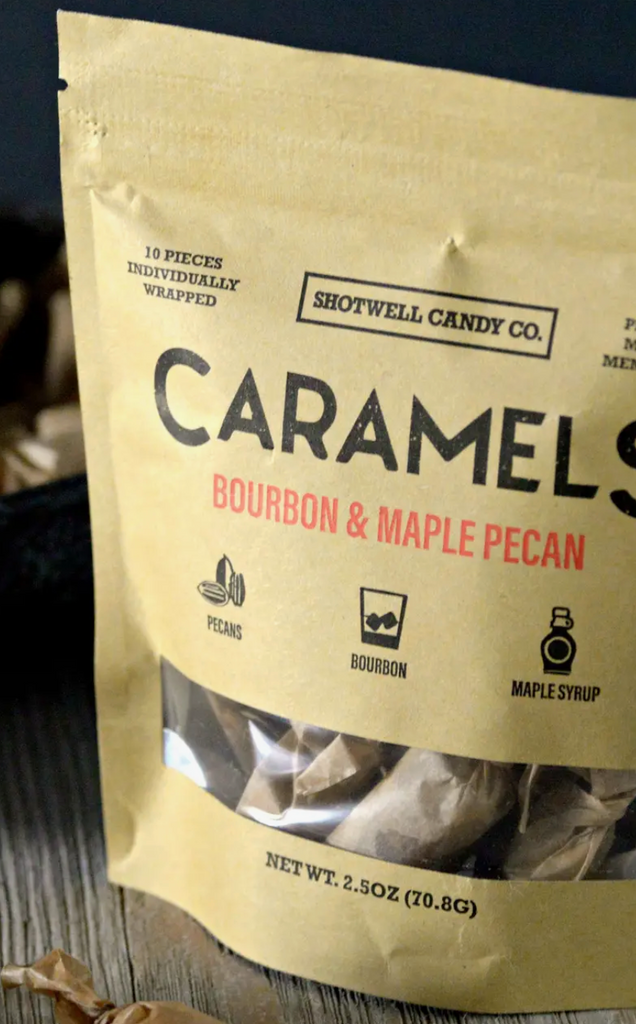 10 PIECES
INDIVIDUALLY
WRAPPED
SHOTWELL CANDY CO.
CARAMELS
BOURBON & MAPLE PECAN
PECANS
BOURBON
MAPLE SYRUP
NET WT. 2.5OZ (70.8G)